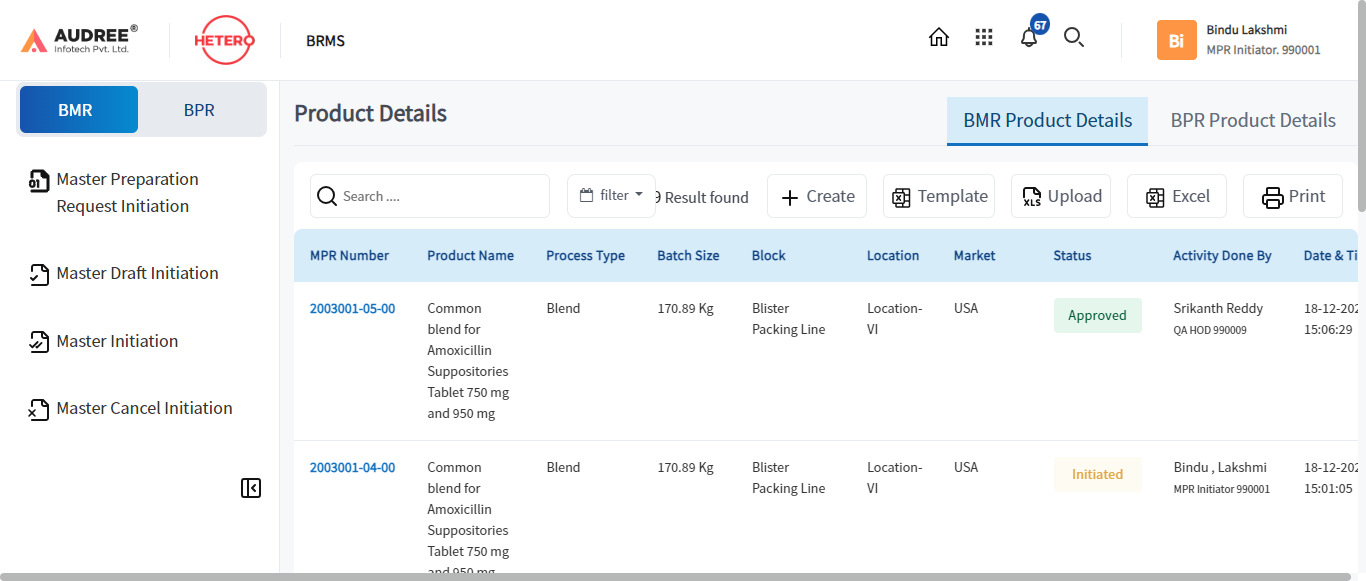 AUDREE®
Infotech Pvt. Ltd.
HETERO
BRMS
67
Bi
Bindu Lakshmi
MPR Initiator. 990001
BMR
BPR
Master Preparation
Request Initiation
Master Draft Initiation
Master Initiation
Master Cancel Initiation
Product Details
BMR Product Details
BPR Product Details
Search ....
filter
9 Result found
Create
Template
XLS
Upload
Excel
Print
MPR Number Product Name Process Type Batch Size Block Location Market Status Activity Done By Date & Ti
2003001-05-00 Common Blend 170.89 Kg Blister Location- USA Approved Srikanth Reddy 18-12-202
blend for Packing Line VI QA HOD 990009 15:06:29
Amoxicillin
Suppositories
Tablet 750 mg
and 950 mg
2003001-04-00 Common Blend 170.89 Kg Blister Location- USA Initiated Bindu , Lakshmi 18-12-202
blend for Packing Line VI MPR Initiator 990001 15:01:05
Amoxicillin
Suppositories
Tablet 750 mg
and 950 mg